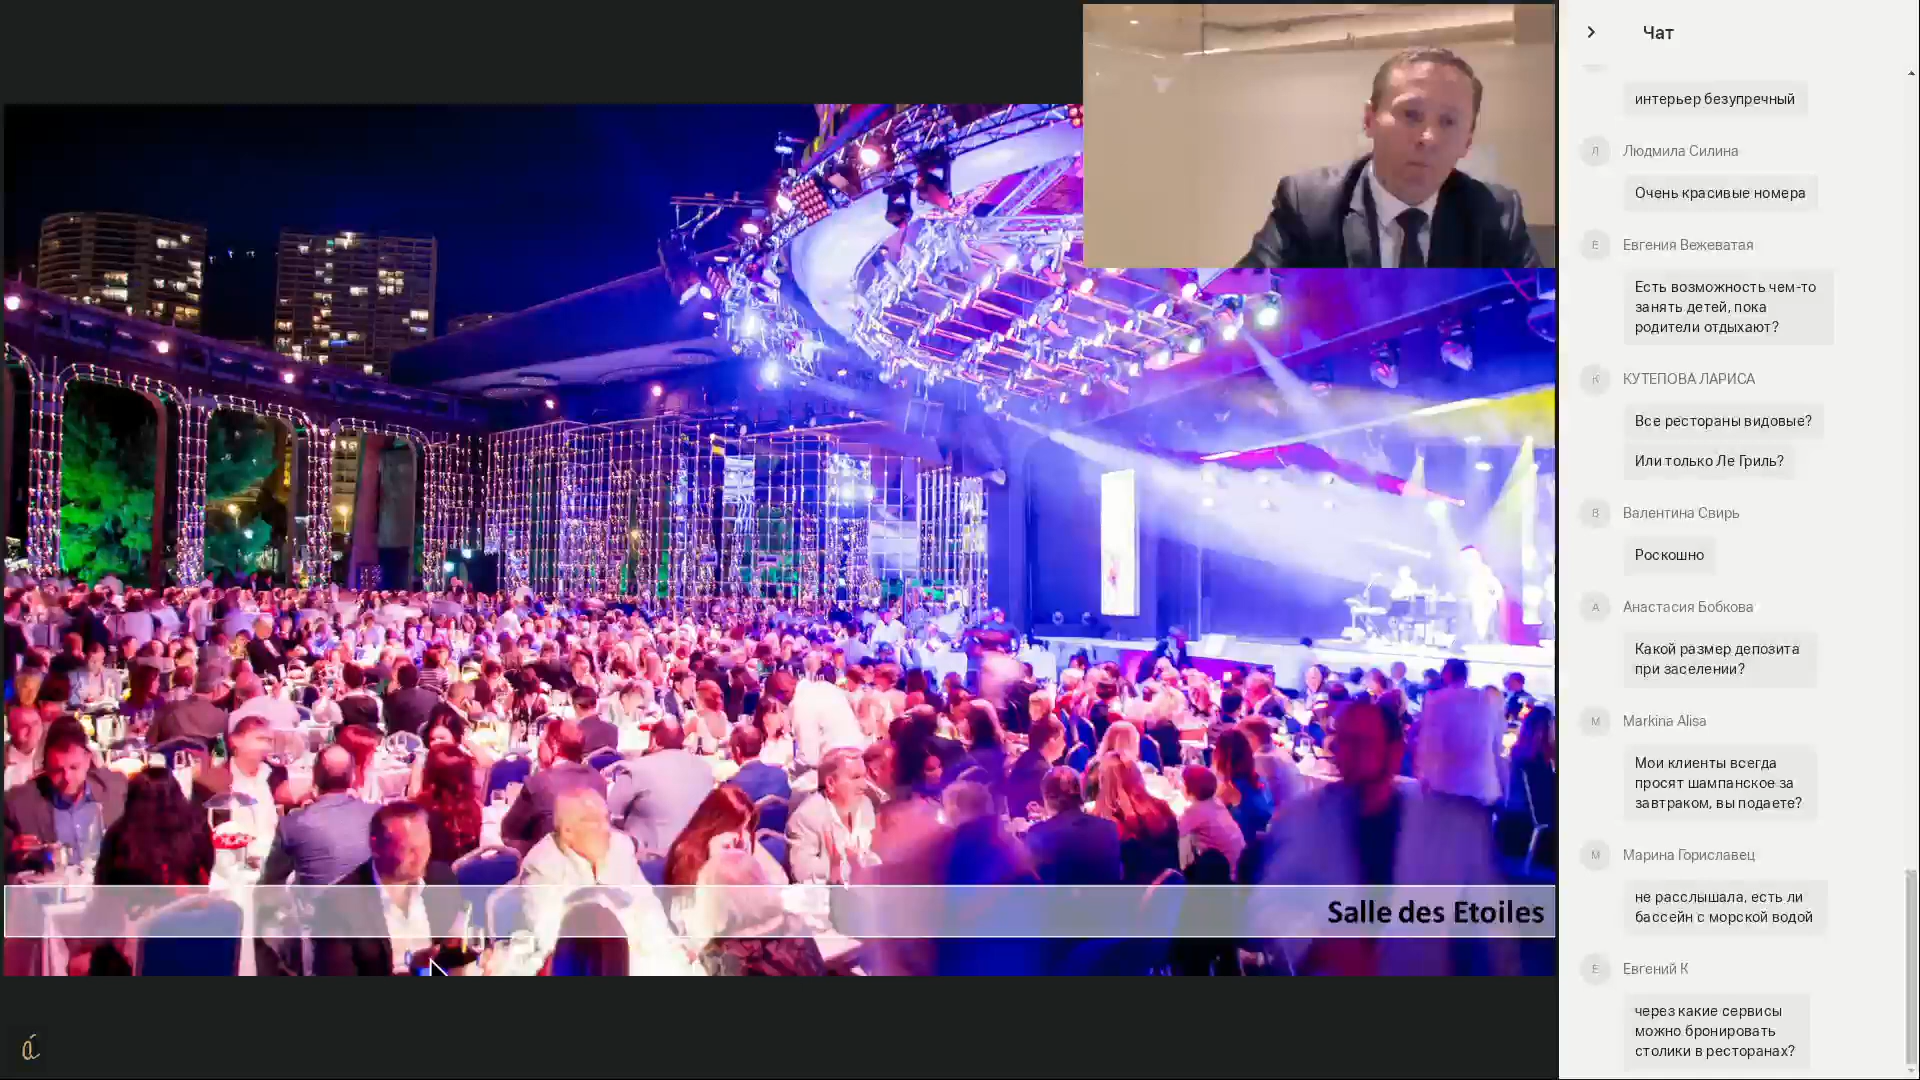 Salle des Etoiles
á
Чат
интерьер безупречный
Л
Людмила Силина
Очень красивые номера
Е
Евгения Вежеватая
Есть возможность чем-то
занять детей, пока
родители отдыхают?
К
КУТЕПОВА ЛАРИСА
Все рестораны видовые?
Или только Ле Гриль?
В
Валентина Свирь
Роскошно
А
Анастасия Бобкова
Какой размер депозита
при заселении?
M
Markina Alisa
Мои клиенты всегда
просят шампанское за
завтраком, вы подаете?
М
Марина Гориславец
не расслышала, есть ли
бассейн с морской водой
Е
Евгений К
через какие сервисы
можно бронировать
столики в ресторанах?